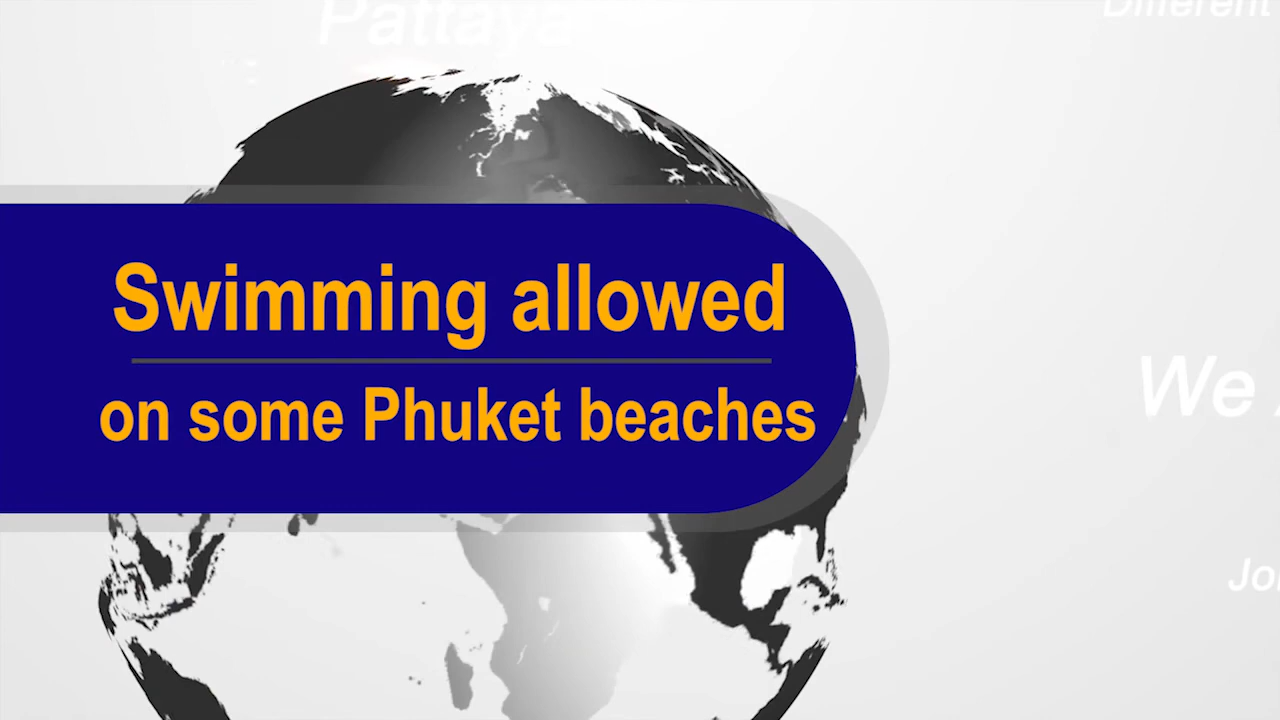 Pattaya
Different
Swimming allowed
on some Phuket beaches
We